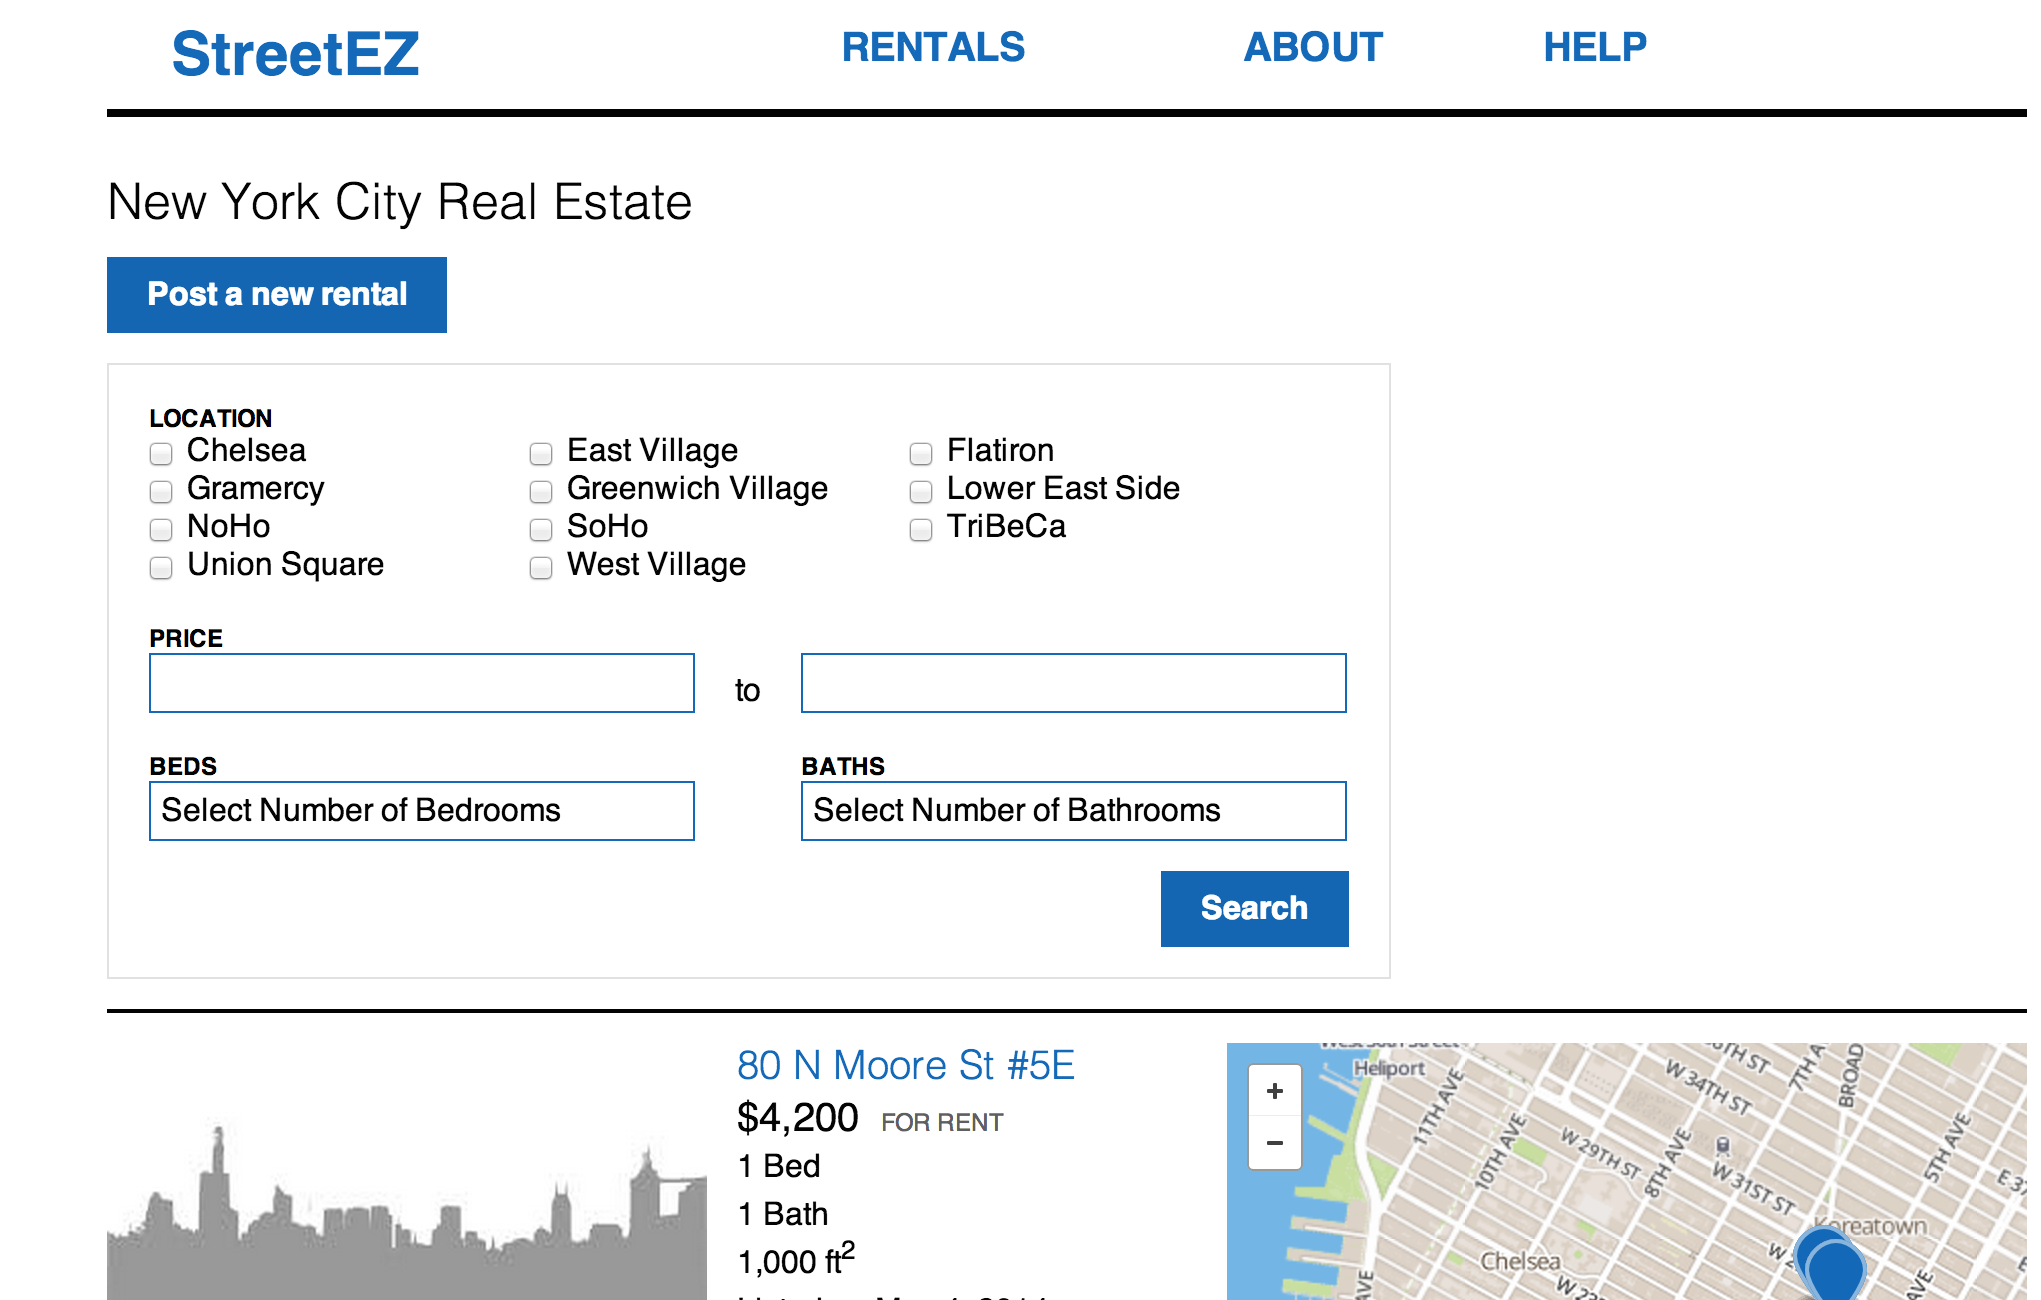 StreetEZ
RENTALS
ABOUT
HELP
New York City Real Estate
Post a new rental
LOCATION
Chelsea
East Village
Flatiron
Gramercy
Greenwich Village
Lower East Side
NoHo
SoHo
TriBeCa
Union Square
West Village
PRICE
to
BEDS
BATHS
Select Number of Bedrooms
Select Number of Bathrooms
Search
80 N Moore St #5E
$4,200 FOR RENT
1 Bed
1 Bath
1,000 ft²
+
−
Heliport
11TH AVE
10TH AVE
W 34TH ST
7TH A
BROAD
W 29TH ST
8TH AVE
W 31ST ST
5TH AVE
Koreatown
Chelsea
AVE
AVE